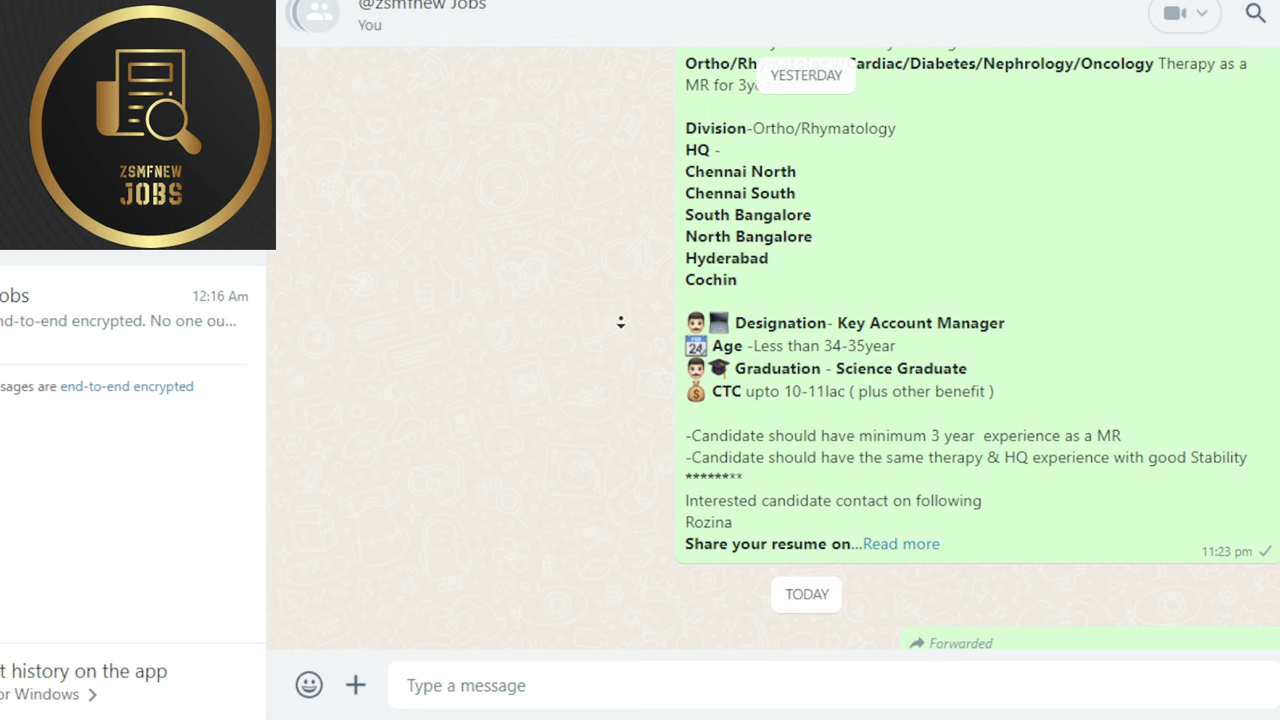 ZSMFNEW
JOBS
@zsmfnew Jobs
You
obs
12:16 Am
nd-to-end encrypted. No one ou...
sages are end-to-end encrypted
t history on the app
or Windows
YESTERDAY
Ortho/Rh Cardiac/Diabetes/Nephrology/Oncology Therapy as a
MR for 3y
Division-Ortho/Rhymatology
HQ -
Chennai North
Chennai South
South Bangalore
North Bangalore
Hyderabad
Cochin
Designation- Key Account Manager
24 Age -Less than 34-35year
Graduation - Science Graduate
CTC upto 10-11lac ( plus other benefit )
-Candidate should have minimum 3 year  experience as a MR
-Candidate should have the same therapy & HQ experience with good Stability
*********
Interested candidate contact on following
Rozina
Share your resume on...Read more
11:23 pm
TODAY
Forwarded
Type a message